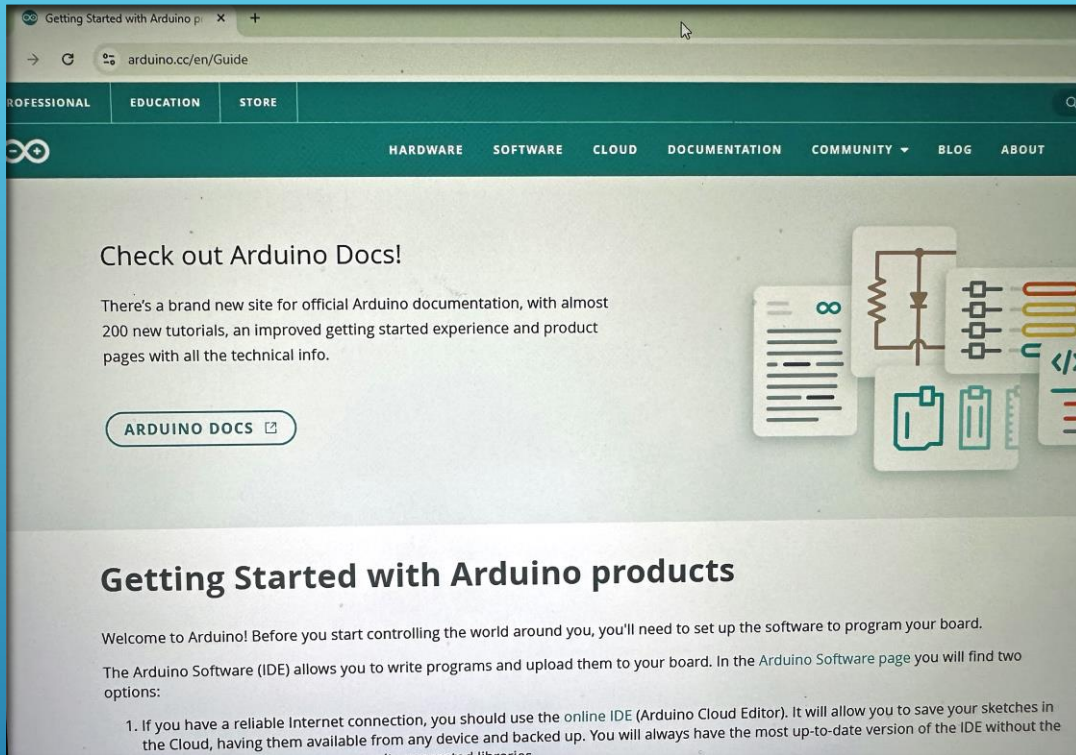 Getting Started with Arduino p
arduino.cc/en/Guide
ROFESSIONAL EDUCATION STORE
HARDWARE SOFTWARE CLOUD DOCUMENTATION COMMUNITY BLOG ABOUT
Check out Arduino Docs!
There's a brand new site for official Arduino documentation, with almost
200 new tutorials, an improved getting started experience and product
pages with all the technical info.
</>
ARDUINO DOCS
Getting Started with Arduino products
Welcome to Arduino! Before you start controlling the world around you, you'll need to set up the software to program your board.
The Arduino Software (IDE) allows you to write programs and upload them to your board. In the Arduino Software page you will find two
options:
1. If you have a reliable Internet connection, you should use the online IDE (Arduino Cloud Editor). It will allow you to save your sketches in
the Cloud, having them available from any device and backed up. You will always have the most up-to-date version of the IDE without the